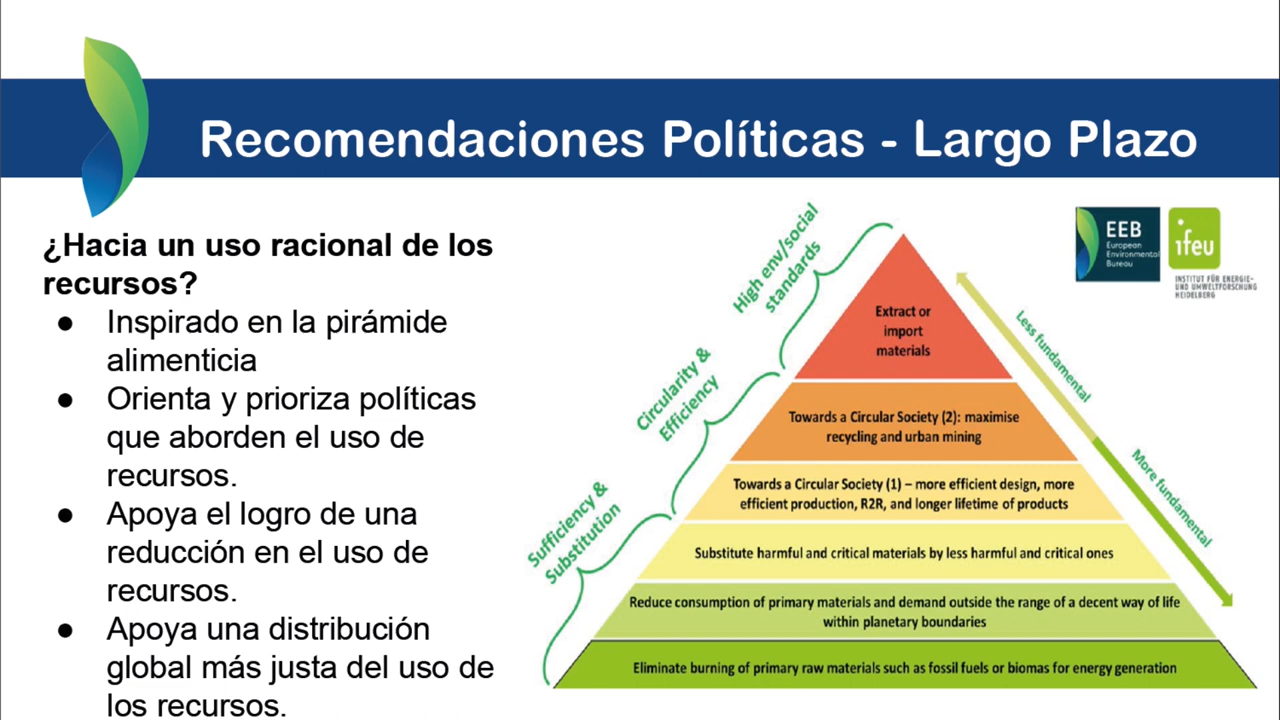 Recomendaciones Políticas - Largo Plazo
¿Hacia un uso racional de los
recursos?
● Inspirado en la pirámide
alimenticia
● Orienta y prioriza políticas
que aborden el uso de
recursos.
● Apoya el logro de una
reducción en el uso de
recursos.
● Apoya una distribución
global más justa del uso de
los recursos.
High env/social
standards
Circularity &
Efficiency
Sufficiency &
Substitution
Extract or
import
materials
Towards a Circular Society (2): maximise
recycling and urban mining
Towards a Circular Society (1) – more efficient design, more
efficient production, R2R, and longer lifetime of products
Substitute harmful and critical materials by less harmful and critical ones
Reduce consumption of primary materials and demand outside the range of a decent way of life
within planetary boundaries
Eliminate burning of primary raw materials such as fossil fuels or biomas for energy generation
Less fundamental
More fundamental
EEB
European
Environmental
Bureau
ifeu
INSTITUT FÜR ENERGIE-
UND UMWELTFORSCHUNG
HEIDELBERG